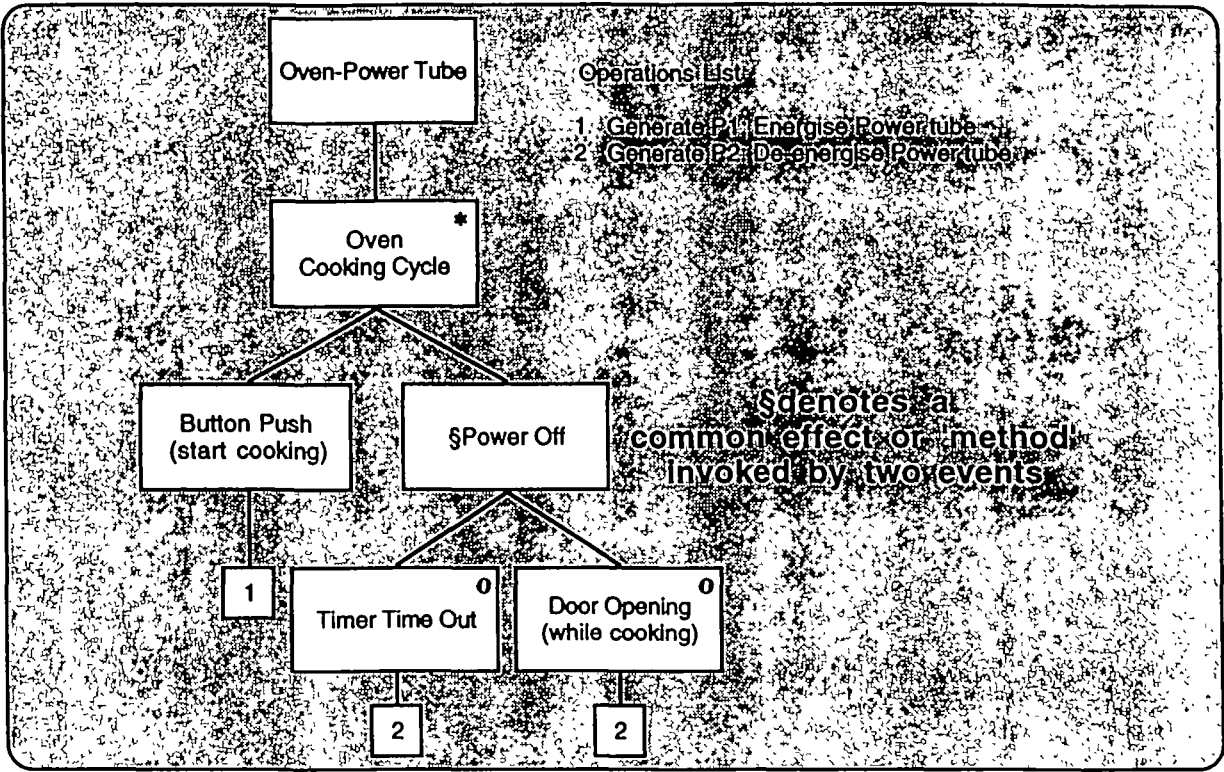 Oven-Power Tube
Operations List:
1 Generate P1: Energise Power tube
2 Generate P2: De-energise Power tube
*
Oven
Cooking Cycle
Button Push
(start cooking)
§Power Off
§denotes a
common effect or 'method'
invoked by two events
1
o
Timer Time Out
o
Door Opening
(while cooking)
2
2